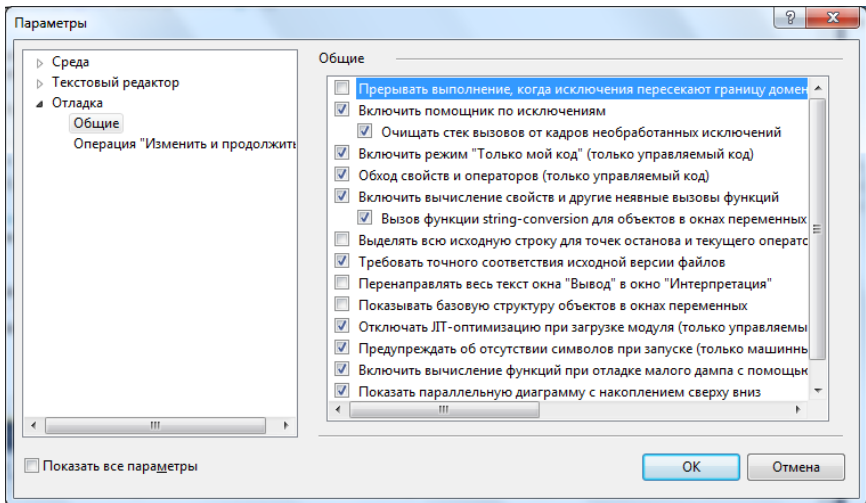 Параметры
Среда
Текстовый редактор
Отладка
Общие
Операция "Изменить и продолжить
Общие
Прерывать выполнение, когда исключения пересекают границу домен
Включить помощник по исключениям
Очищать стек вызовов от кадров необработанных исключений
Включить режим "Только мой код" (только управляемый код)
Обход свойств и операторов (только управляемый код)
Включить вычисление свойств и другие неявные вызовы функций
Вызов функции string-conversion для объектов в окнах переменных
Выделять всю исходную строку для точек останова и текущего операто
Требовать точного соответствия исходной версии файлов
Перенаправлять весь текст окна "Вывод" в окно "Интерпретация"
Показывать базовую структуру объектов в окнах переменных
Отключать JIT-оптимизацию при загрузке модуля (только управляемы
Предупреждать об отсутствии символов при запуске (только машиннь
Включить вычисление функций при отладке малого дампа с помощью
Показать параллельную диаграмму с накоплением сверху вниз
Показать все параметры
OK
Отмена